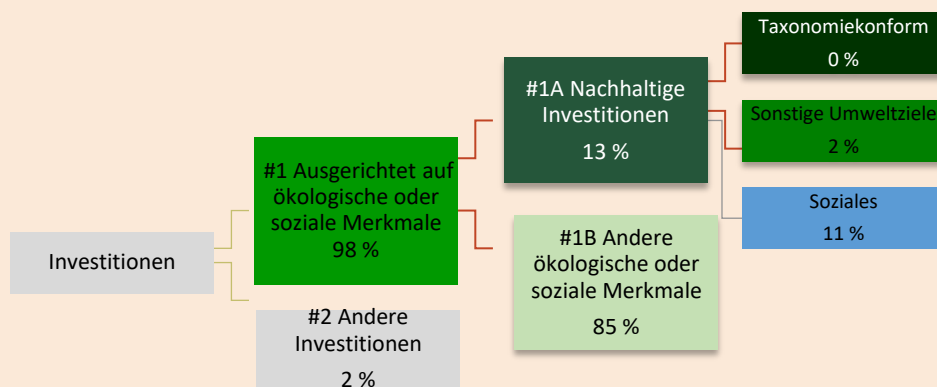 Investitionen
#1 Ausgerichtet auf
ökologische oder
soziale Merkmale
98 %
#2 Andere
Investitionen
2 %
#1A Nachhaltige
Investitionen
13 %
#1B Andere
ökologische oder
soziale Merkmale
85 %
Taxonomiekonform
0 %
Sonstige Umweltziele
2 %
Soziales
11 %